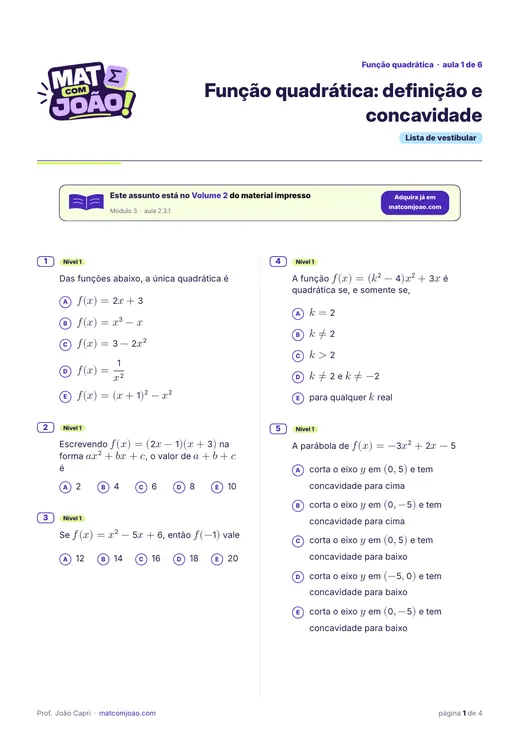 MAT Σ
COM
JOÃO!
Função quadrática · aula 1 de 6
Função quadrática: definição e
concavidade
Lista de vestibular
Este assunto está no Volume 2 do material impresso
Módulo 3 · aula 2.3.1
Adquira já em
matcomjoao.com
1 Nível 1
Das funções abaixo, a única quadrática é
A f(x) = 2x + 3
B f(x) = x³ − x
C f(x) = 3 − 2x²
D f(x) = 1/x²
E f(x) = (x + 1)² − x²
2 Nível 1
Escrevendo f(x) = (2x − 1)(x + 3) na
forma ax² + bx + c, o valor de a + b + c
é
A 2 B 4 C 6 D 8 E 10
3 Nível 1
Se f(x) = x² − 5x + 6, então f(−1) vale
A 12 B 14 C 16 D 18 E 20
4 Nível 1
A função f(x) = (k² − 4)x² + 3x é
quadrática se, e somente se,
A k = 2
B k ≠ 2
C k > 2
D k ≠ 2 e k ≠ −2
E para qualquer k real
5 Nível 1
A parábola de f(x) = −3x² + 2x − 5
A corta o eixo y em (0, 5) e tem
concavidade para cima
B corta o eixo y em (0, −5) e tem
concavidade para cima
C corta o eixo y em (0, 5) e tem
concavidade para baixo
D corta o eixo y em (−5, 0) e tem
concavidade para baixo
E corta o eixo y em (0, −5) e tem
concavidade para baixo
Prof. João Capri · matcomjoao.com
página 1 de 4